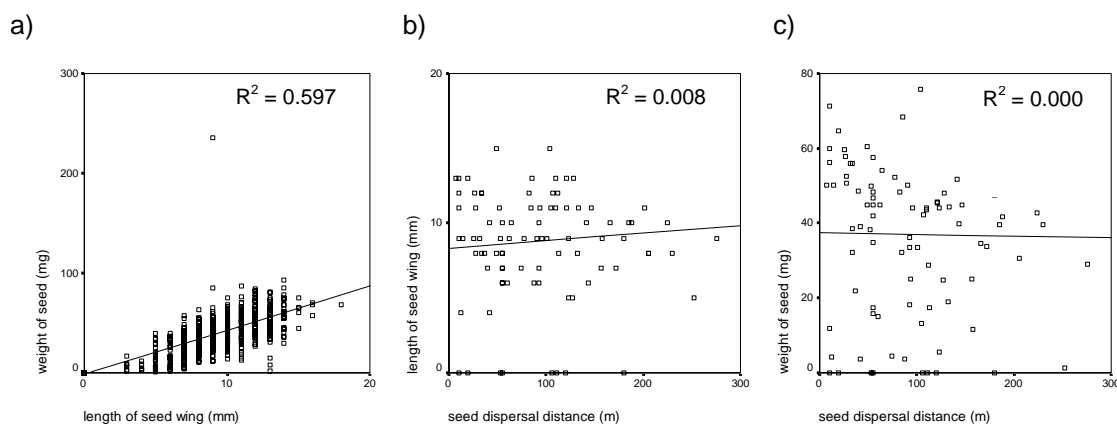 a)
R² = 0.597
300
200
100
0
0
10
20
weight of seed (mg)
length of seed wing (mm)
b)
R² = 0.008
20
10
0
0
100
200
300
length of seed wing (mm)
seed dispersal distance (m)
c)
R² = 0.000
80
60
40
20
0
0
100
200
300
weight of seed (mg)
seed dispersal distance (m)